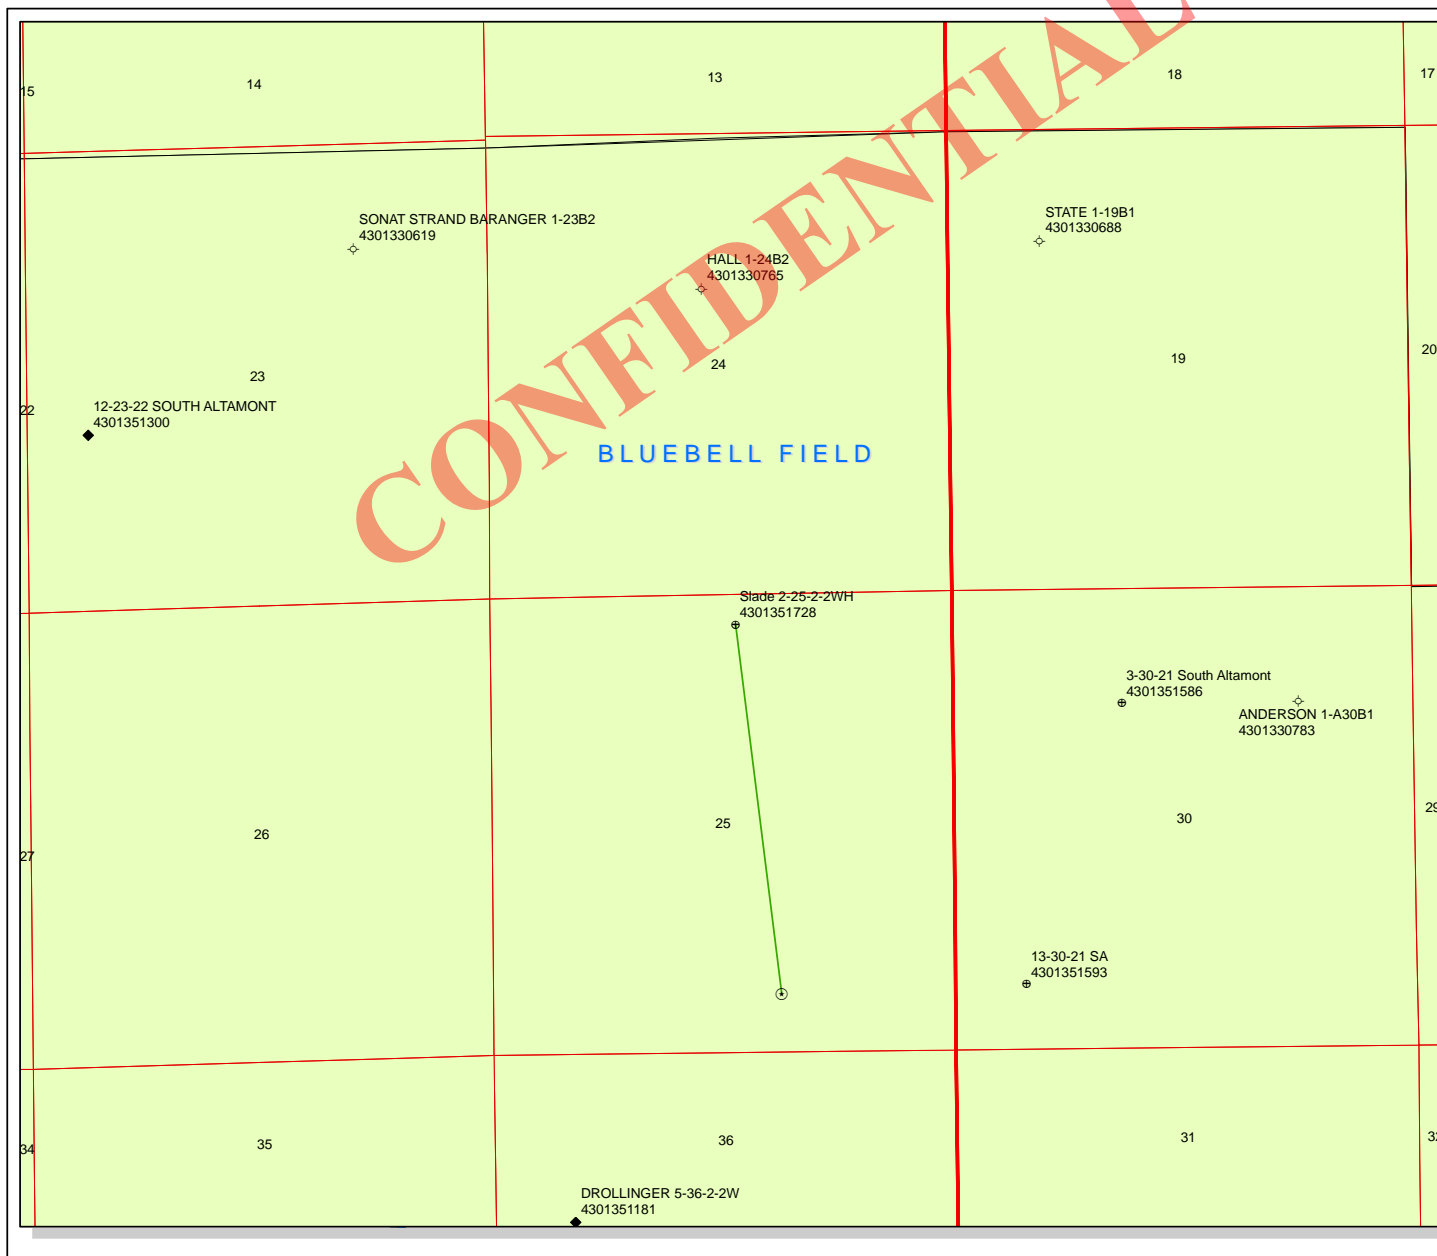 CONFIDENTIAL
15
14
13
18
17
SONAT STRAND BARANGER 1-23B2
4301330619
STATE 1-19B1
4301330688
HALL 1-24B2
4301330765
23
24
19
20
22
12-23-22 SOUTH ALTAMONT
4301351300
BLUEBELL FIELD
Slade 2-25-2-2WH
4301351728
3-30-21 South Altamont
4301351586
ANDERSON 1-A30B1
4301330783
27
26
25
30
29
13-30-21 SA
4301351593
34
35
36
31
DROLLINGER 5-36-2-2W
4301351181